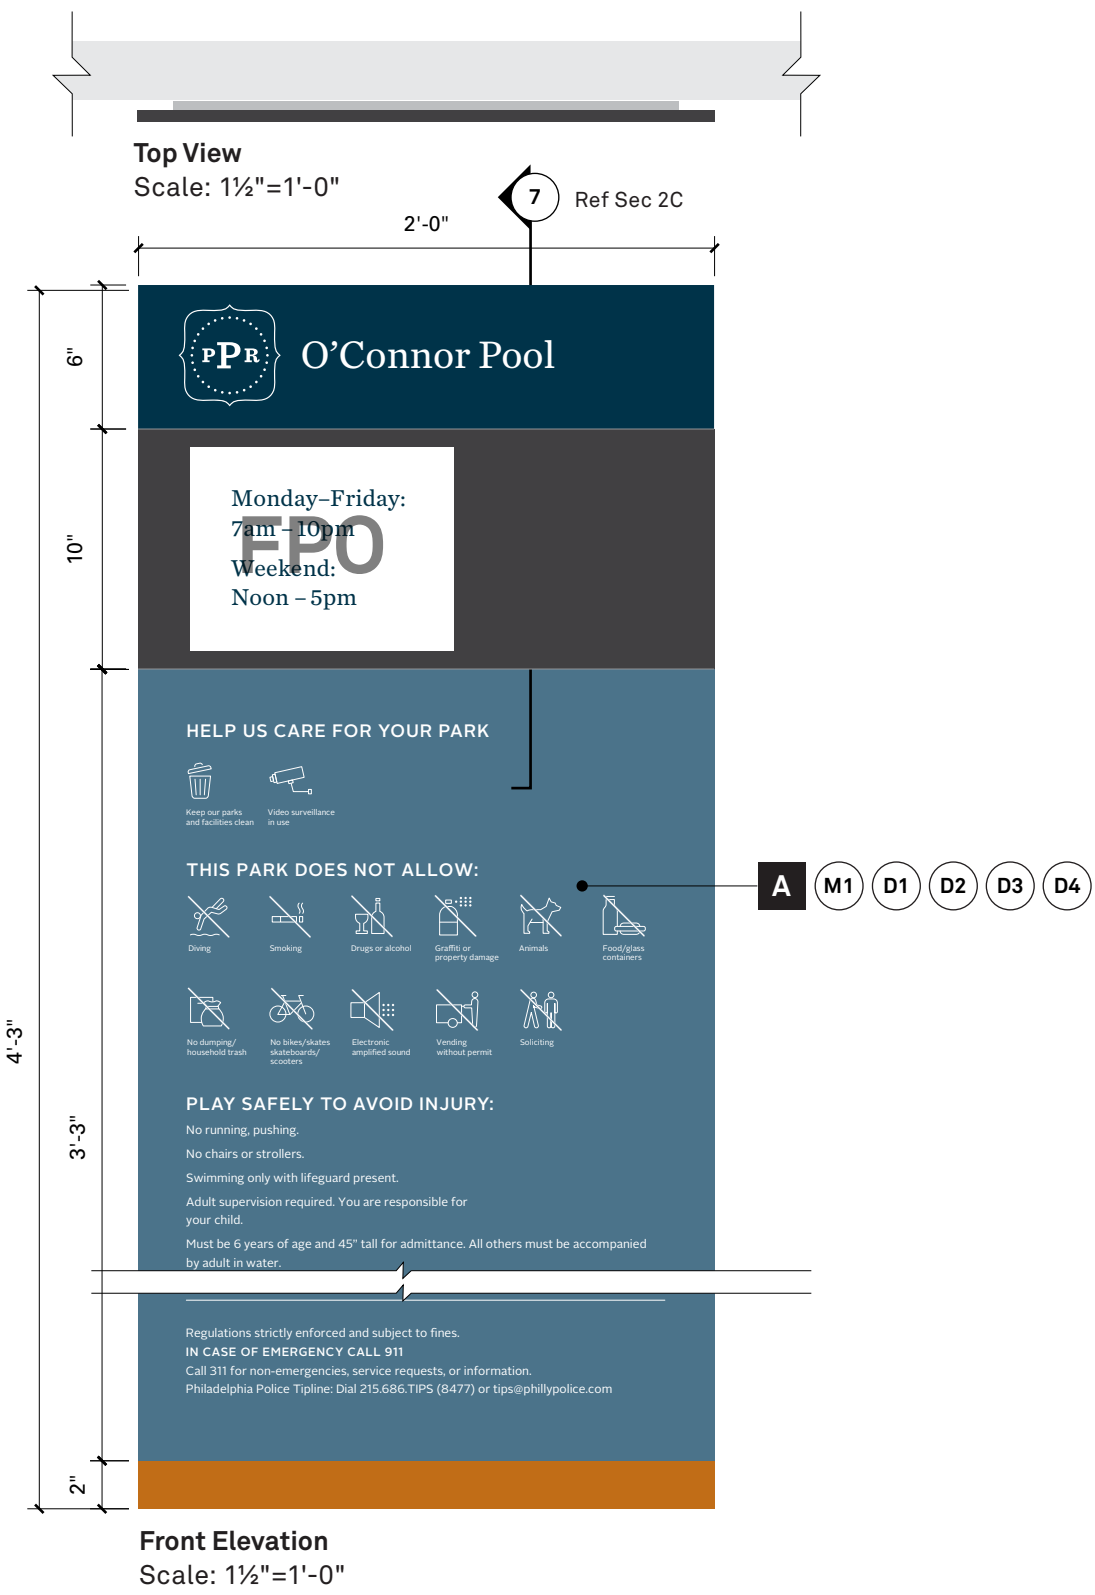 Top View
Scale: 1½"=1'-0"
7
Ref Sec 2C
2'-0"
6"
PPR
O’Connor Pool
10"
Monday–Friday:
7am – 10pm
FPO
Weekend:
Noon – 5pm
4'-3"
3'-3"
HELP US CARE FOR YOUR PARK
Keep our parks
and facilities clean
Video surveillance
in use
THIS PARK DOES NOT ALLOW:
A M1 D1 D2 D3 D4
Diving
Smoking
Drugs or alcohol
Graffiti or
property damage
Animals
Food/glass
containers
No dumping/
household trash
No bikes/skates
skateboards/
scooters
Electronic
amplified sound
Vending
without permit
Soliciting
PLAY SAFELY TO AVOID INJURY:
No running, pushing.
No chairs or strollers.
Swimming only with lifeguard present.
Adult supervision required. You are responsible for
your child.
Must be 6 years of age and 45" tall for admittance. All others must be accompanied
by adult in water.
Regulations strictly enforced and subject to fines.
IN CASE OF EMERGENCY CALL 911
Call 311 for non-emergencies, service requests, or information.
Philadelphia Police Tipline: Dial 215.686.TIPS (8477) or tips@phillypolice.com
2"
Front Elevation
Scale: 1½"=1'-0"